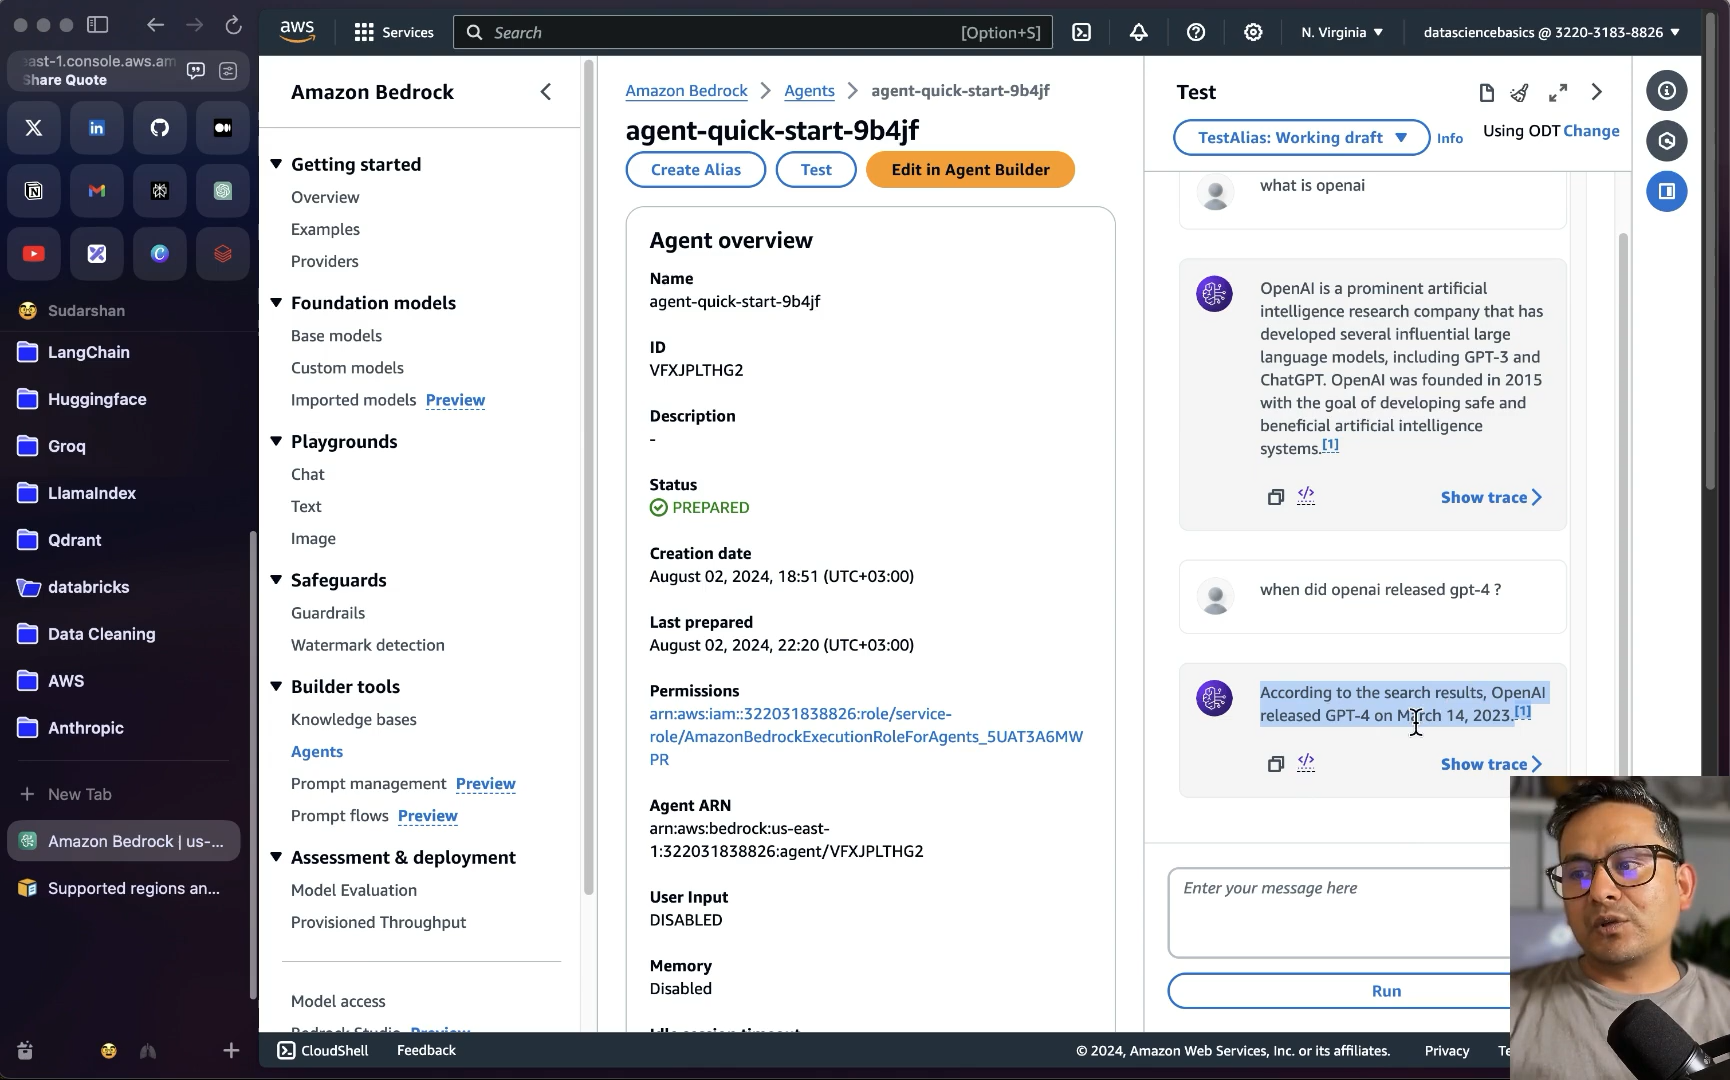 east-1.console.aws.am
Share Quote
Sudarshan
LangChain
Huggingface
Groq
LlamaIndex
Qdrant
databricks
Data Cleaning
AWS
Anthropic
New Tab
Amazon Bedrock | us-...
Supported regions an...
aws
Services
Search
[Option+S]
N. Virginia
datasciencebasics @ 3220-3183-8826
Amazon Bedrock
Getting started
Overview
Examples
Providers
Foundation models
Base models
Custom models
Imported models Preview
Playgrounds
Chat
Text
Image
Safeguards
Guardrails
Watermark detection
Builder tools
Knowledge bases
Agents
Prompt management Preview
Prompt flows Preview
Assessment & deployment
Model Evaluation
Provisioned Throughput
Model access
Bedrock Studio Preview
Amazon Bedrock > Agents > agent-quick-start-9b4jf
agent-quick-start-9b4jf
Create Alias
Test
Edit in Agent Builder
Agent overview
Name
agent-quick-start-9b4jf
ID
VFXJPLTHG2
Description
-
Status
PREPARED
Creation date
August 02, 2024, 18:51 (UTC+03:00)
Last prepared
August 02, 2024, 22:20 (UTC+03:00)
Permissions
arn:aws:iam::322031838826:role/service-
role/AmazonBedrockExecutionRoleForAgents_5UAT3A6MW
PR
Agent ARN
arn:aws:bedrock:us-east-
1:322031838826:agent/VFXJPLTHG2
User Input
DISABLED
Memory
Disabled
Idle session timeout
Test
TestAlias: Working draft
Info
Using ODT Change
what is openai
OpenAI is a prominent artificial
intelligence research company that has
developed several influential large
language models, including GPT-3 and
ChatGPT. OpenAI was founded in 2015
with the goal of developing safe and
beneficial artificial intelligence
systems.[1]
Show trace
when did openai released gpt-4 ?
According to the search results, OpenAI
released GPT-4 on March 14, 2023.[1]
Show trace
Enter your message here
Run
CloudShell
Feedback
© 2024, Amazon Web Services, Inc. or its affiliates.
Privacy
Te